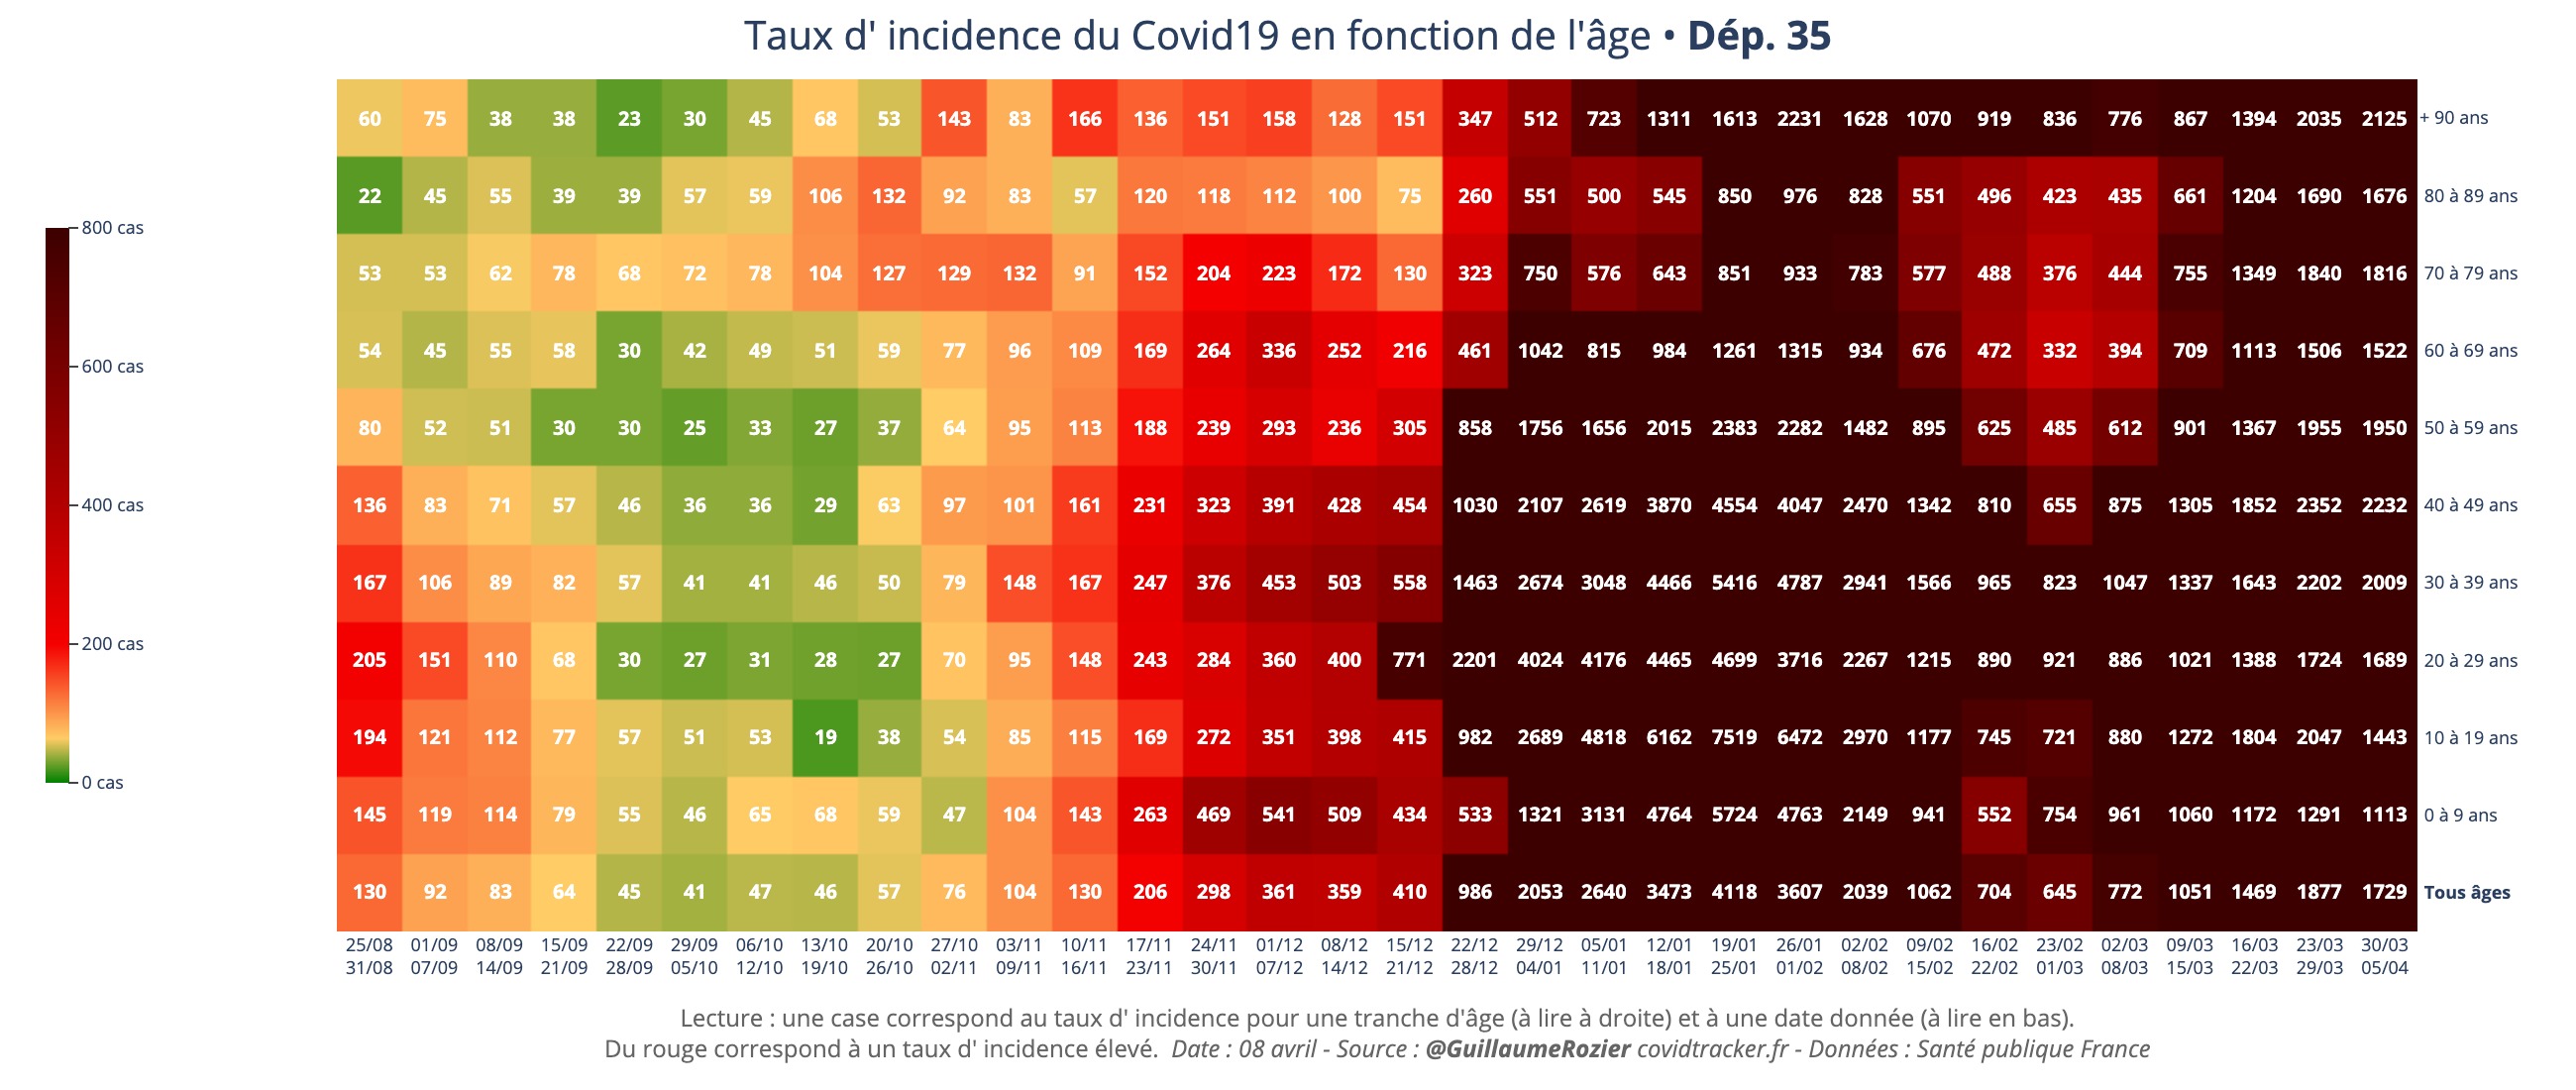 Taux d' incidence du Covid19 en fonction de l'âge • Dép. 35
800 cas
600 cas
400 cas
200 cas
0 cas
60 75 38 38 23 30 45 68 53 143 83 166 136 151 158 128 151 347 512 723 1311 1613 2231 1628 1070 919 836 776 867 1394 2035 2125 + 90 ans
22 45 55 39 39 57 59 106 132 92 83 57 120 118 112 100 75 260 551 500 545 850 976 828 551 496 423 435 661 1204 1690 1676 80 à 89 ans
53 53 62 78 68 72 78 104 127 129 132 91 152 204 223 172 130 323 750 576 643 851 933 783 577 488 376 444 755 1349 1840 1816 70 à 79 ans
54 45 55 58 30 42 49 51 59 77 96 109 169 264 336 252 216 461 1042 815 984 1261 1315 934 676 472 332 394 709 1113 1506 1522 60 à 69 ans
80 52 51 30 30 25 33 27 37 64 95 113 188 239 293 236 305 858 1756 1656 2015 2383 2282 1482 895 625 485 612 901 1367 1955 1950 50 à 59 ans
136 83 71 57 46 36 36 29 63 97 101 161 231 323 391 428 454 1030 2107 2619 3870 4554 4047 2470 1342 810 655 875 1305 1852 2352 2232 40 à 49 ans
167 106 89 82 57 41 41 46 50 79 148 167 247 376 453 503 558 1463 2674 3048 4466 5416 4787 2941 1566 965 823 1047 1337 1643 2202 2009 30 à 39 ans
205 151 110 68 30 27 31 28 27 70 95 148 243 284 360 400 771 2201 4024 4176 4465 4699 3716 2267 1215 890 921 886 1021 1388 1724 1689 20 à 29 ans
194 121 112 77 57 51 53 19 38 54 85 115 169 272 351 398 415 982 2689 4818 6162 7519 6472 2970 1177 745 721 880 1272 1804 2047 1443 10 à 19 ans
145 119 114 79 55 46 65 68 59 47 104 143 263 469 541 509 434 533 1321 3131 4764 5724 4763 2149 941 552 754 961 1060 1172 1291 1113 0 à 9 ans
130 92 83 64 45 41 47 46 57 76 104 130 206 298 361 359 410 986 2053 2640 3473 4118 3607 2039 1062 704 645 772 1051 1469 1877 1729 Tous âges
25/08 01/09 08/09 15/09 22/09 29/09 06/10 13/10 20/10 27/10 03/11 10/11 17/11 24/11 01/12 08/12 15/12 22/12 29/12 05/01 12/01 19/01 26/01 02/02 09/02 16/02 23/02 02/03 09/03 16/03 23/03 30/03
31/08 07/09 14/09 21/09 28/09 05/10 12/10 19/10 26/10 02/11 09/11 16/11 23/11 30/11 07/12 14/12 21/12 28/12 04/01 11/01 18/01 25/01 01/02 08/02 15/02 22/02 01/03 08/03 15/03 22/03 29/03 05/04
Lecture : une case correspond au taux d' incidence pour une tranche d'âge (à lire à droite) et à une date donnée (à lire en bas).
Du rouge correspond à un taux d' incidence élevé. Date : 08 avril - Source : @GuillaumeRozier covidtracker.fr - Données : Santé publique France